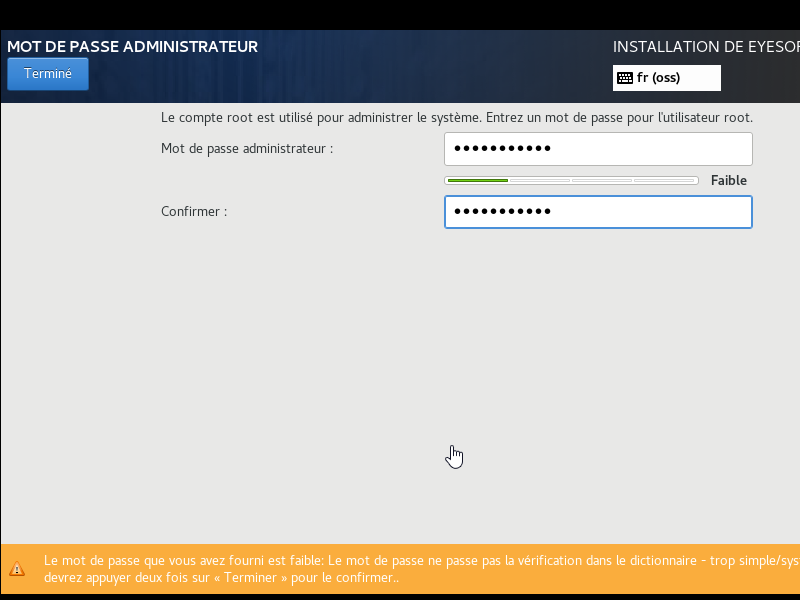 MOT DE PASSE ADMINISTRATEUR
INSTALLATION DE EYESOF
Terminé
fr (oss)
Le compte root est utilisé pour administrer le système. Entrez un mot de passe pour l'utilisateur root.
Mot de passe administrateur :
•••••••••••
Faible
Confirmer :
•••••••••••
Le mot de passe que vous avez fourni est faible: Le mot de passe ne passe pas la vérification dans le dictionnaire - trop simple/sys
devrez appuyer deux fois sur « Terminer » pour le confirmer..